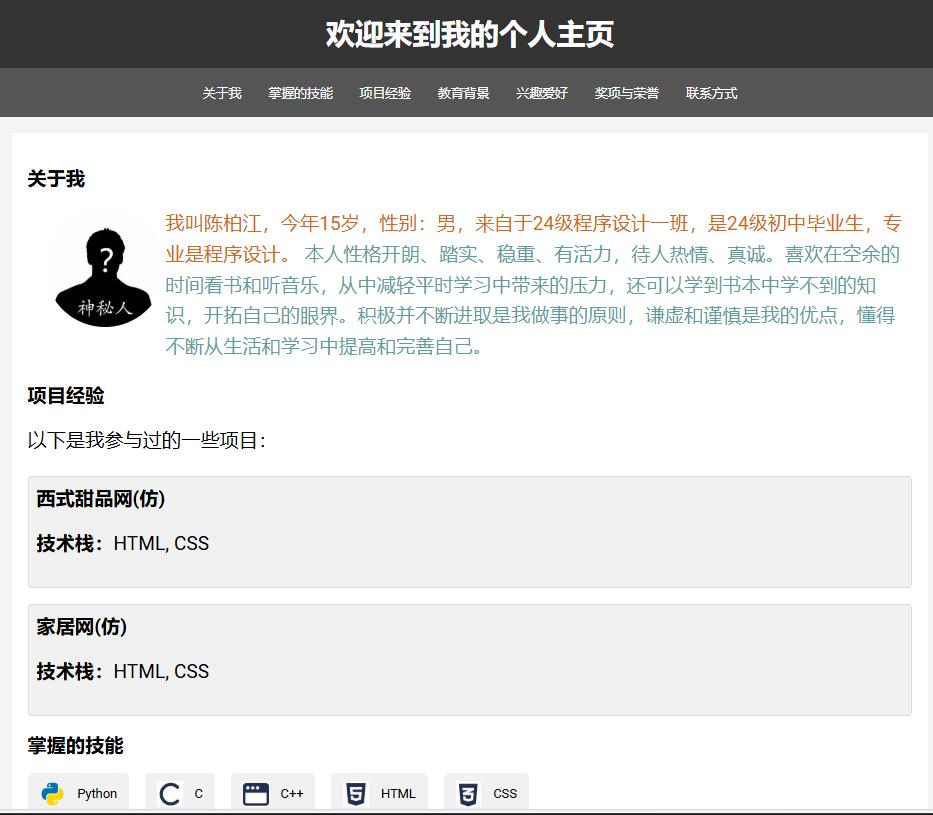 欢迎来到我的个人主页
关于我 掌握的技能 项目经验 教育背景 兴趣爱好 奖项与荣誉 联系方式
关于我
?
神秘人
我叫陈柏江，今年15岁，性别：男，来自于24级程序设计一班，是24级初中毕业生，专
业是程序设计。 本人性格开朗、踏实、稳重、有活力，待人热情、真诚。喜欢在空余的
时间看书和听音乐，从中减轻平时学习中带来的压力，还可以学到书本中学不到的知
识，开拓自己的眼界。积极并不断进取是我做事的原则，谦虚和谨慎是我的优点，懂得
不断从生活和学习中提高和完善自己。
项目经验
以下是我参与过的一些项目：
西式甜品网(仿)
技术栈：HTML, CSS
家居网(仿)
技术栈：HTML, CSS
掌握的技能
Python C C++ HTML CSS